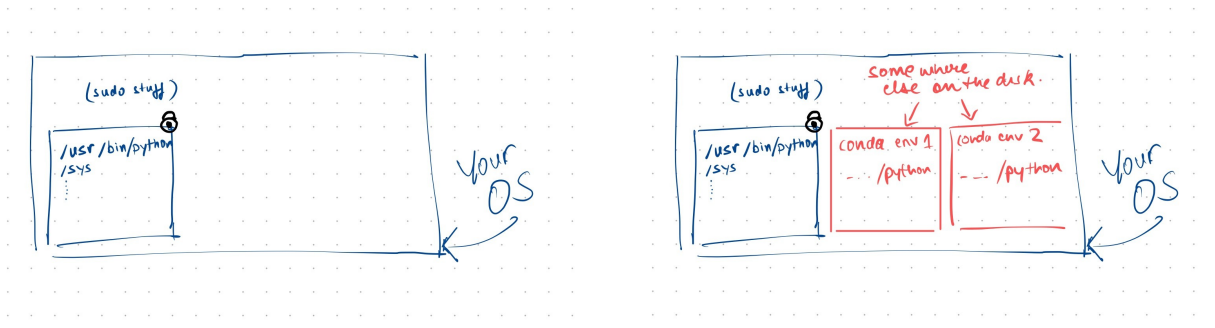 (sudo stuff)
/usr/bin/python
/sys
your
OS
some where
else on the disk.
(sudo stuff)
/usr/bin/python
/sys
conda env 1
--- /python
conda env 2
--- /python
your
OS